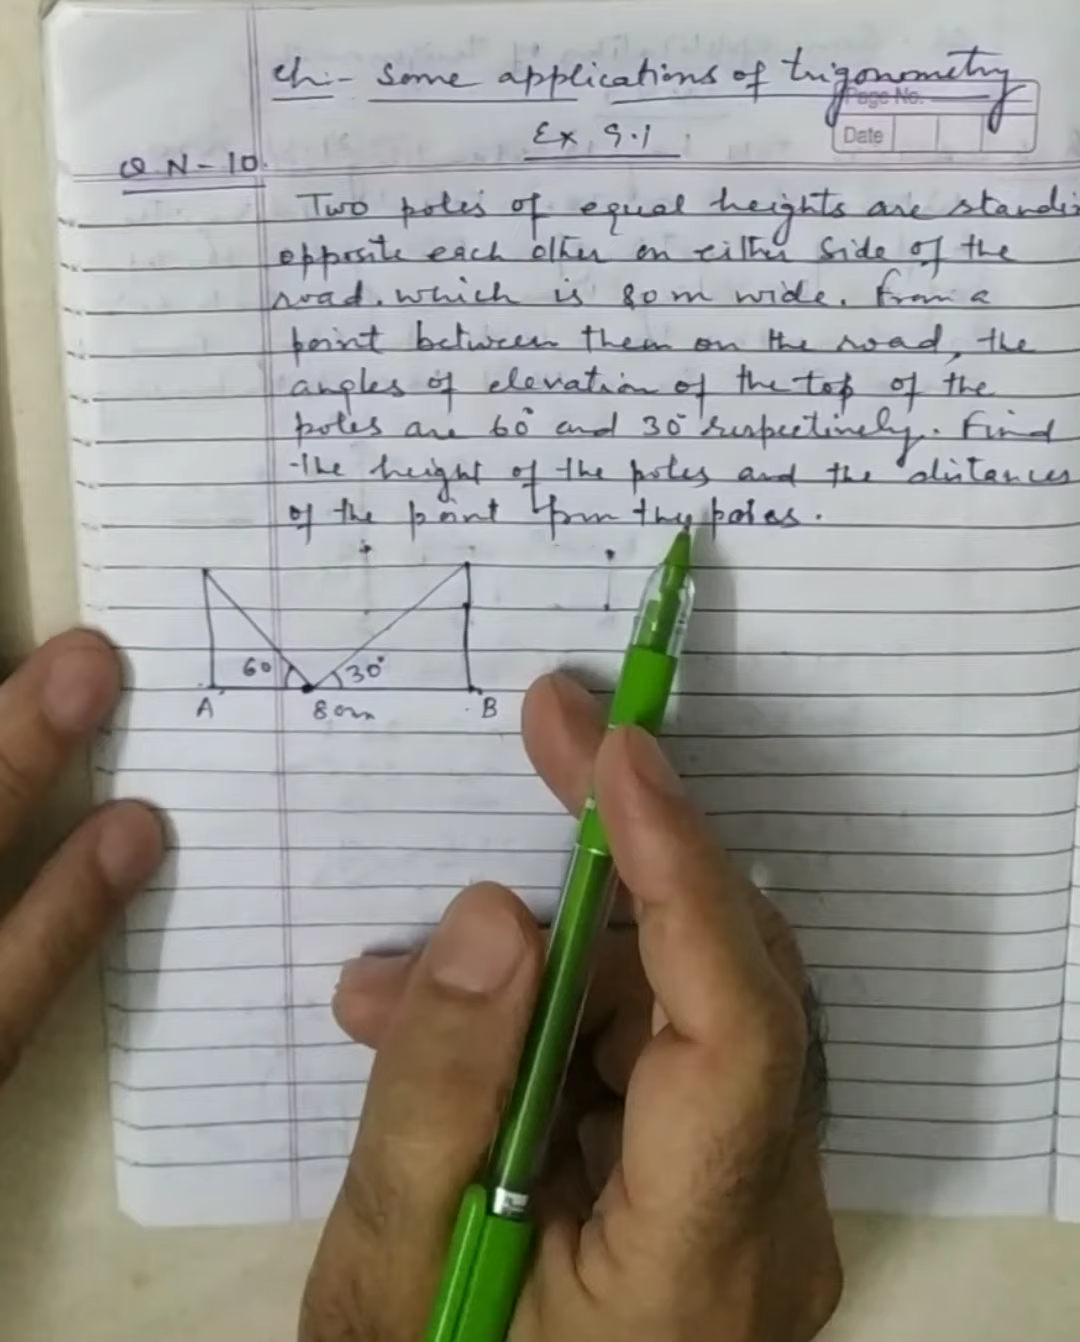 Ch:- Some applications of trigonometry
Page No.
Date
Ex 9.1
Q.N-10.
Two poles of equal heights are standi
opposite each other on either side of the
road. which is 80m wide. From a
point between them on the road, the
angles of elevation of the top of the
poles are 60° and 30° respectively. Find
the height of the poles and the distances
of the point from the poles.
60 30°
A 80m B